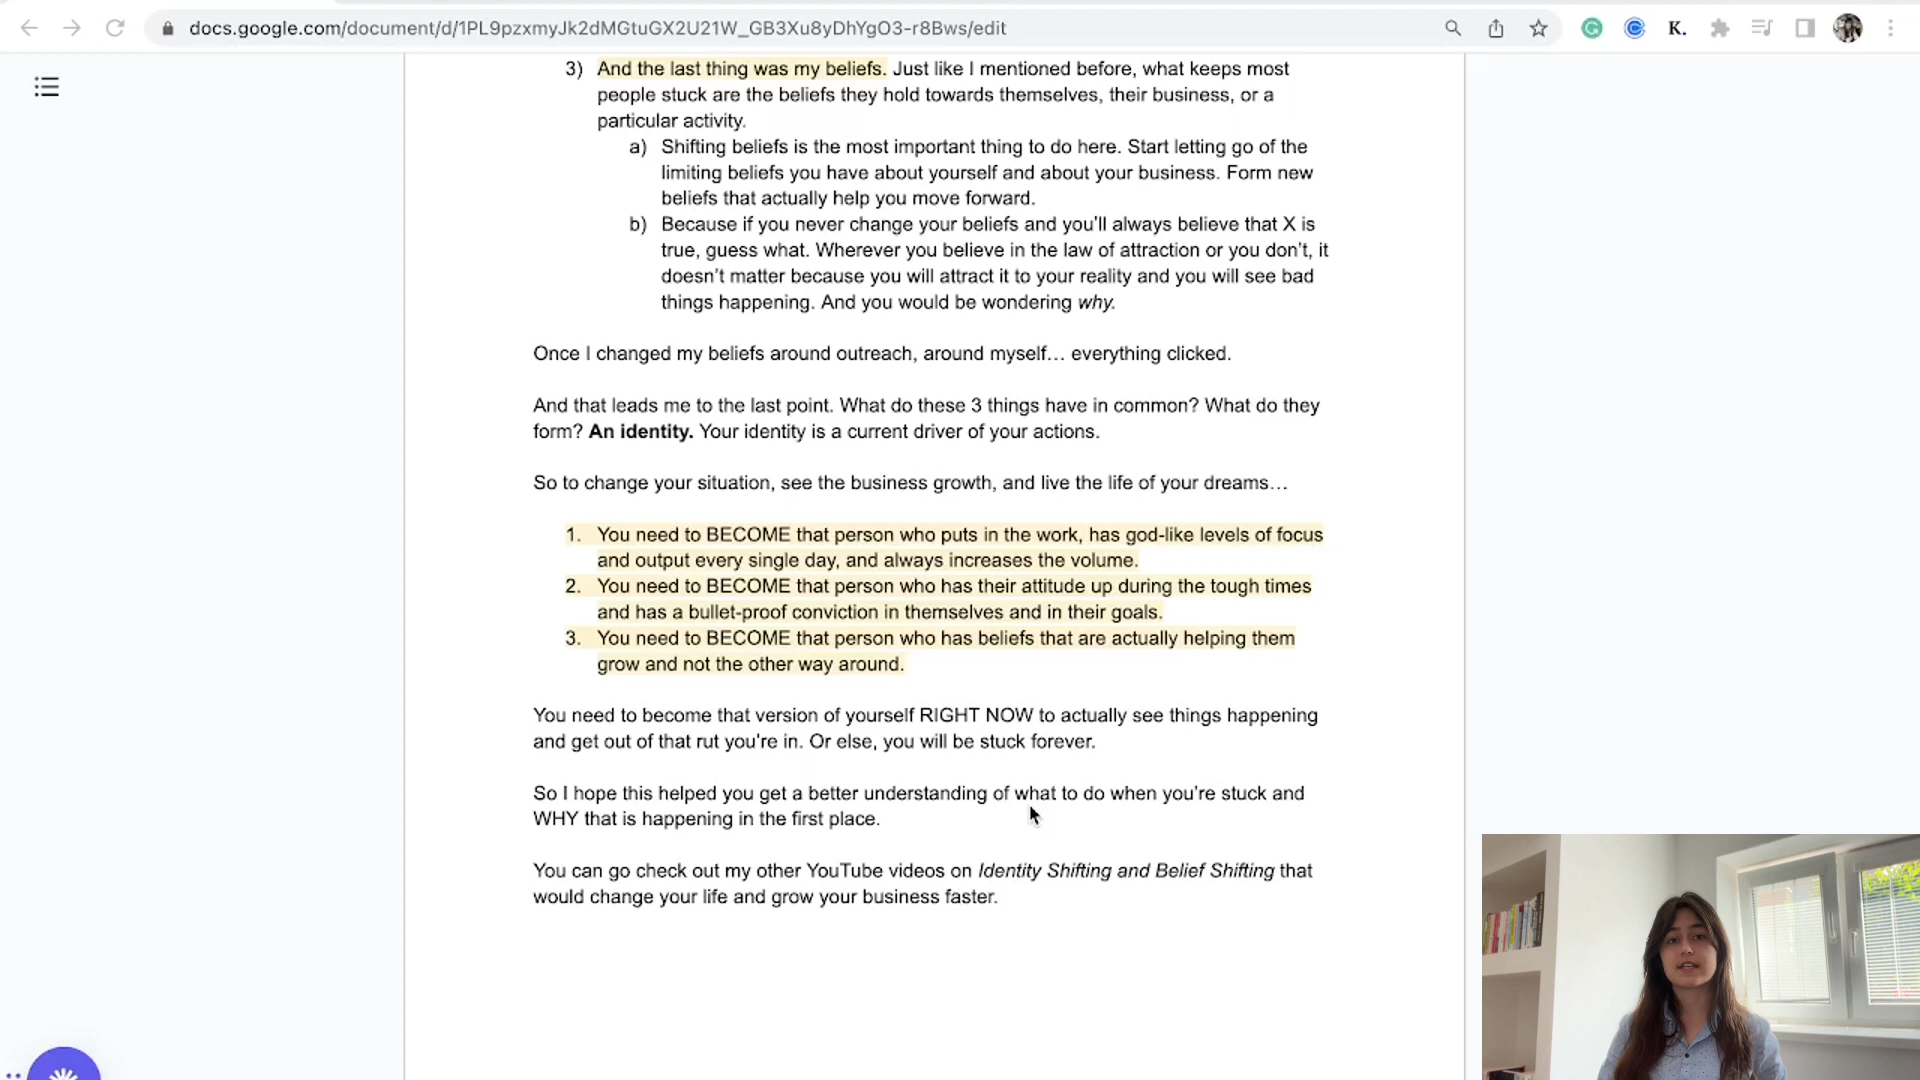 docs.google.com/document/d/1PL9pzxmyJk2dMGtuGX2U21W_GB3Xu8yDhYgO3-r8Bws/edit
K.
3) And the last thing was my beliefs. Just like I mentioned before, what keeps most
people stuck are the beliefs they hold towards themselves, their business, or a
particular activity.
a) Shifting beliefs is the most important thing to do here. Start letting go of the
limiting beliefs you have about yourself and about your business. Form new
beliefs that actually help you move forward.
b) Because if you never change your beliefs and you'll always believe that X is
true, guess what. Wherever you believe in the law of attraction or you don't, it
doesn't matter because you will attract it to your reality and you will see bad
things happening. And you would be wondering why.
Once I changed my beliefs around outreach, around myself… everything clicked.
And that leads me to the last point. What do these 3 things have in common? What do they
form? An identity. Your identity is a current driver of your actions.
So to change your situation, see the business growth, and live the life of your dreams…
1. You need to BECOME that person who puts in the work, has god-like levels of focus
and output every single day, and always increases the volume.
2. You need to BECOME that person who has their attitude up during the tough times
and has a bullet-proof conviction in themselves and in their goals.
3. You need to BECOME that person who has beliefs that are actually helping them
grow and not the other way around.
You need to become that version of yourself RIGHT NOW to actually see things happening
and get out of that rut you're in. Or else, you will be stuck forever.
So I hope this helped you get a better understanding of what to do when you're stuck and
WHY that is happening in the first place.
You can go check out my other YouTube videos on Identity Shifting and Belief Shifting that
would change your life and grow your business faster.